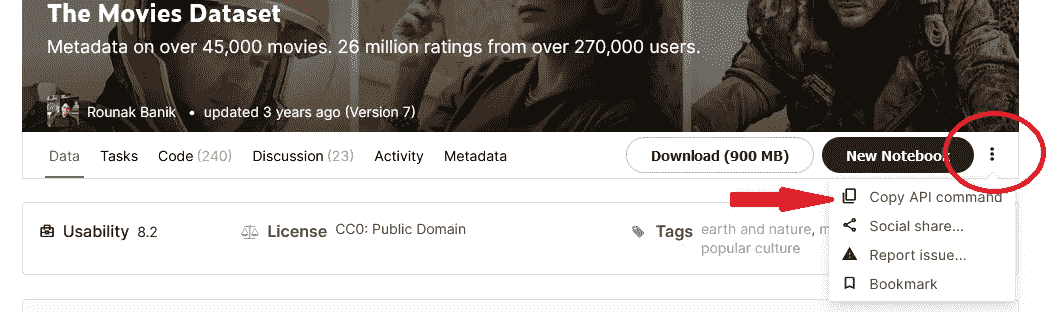 The Movies Dataset
Metadata on over 45,000 movies. 26 million ratings from over 270,000 users.
Rounak Banik • updated 3 years ago (Version 7)
Data Tasks Code (240) Discussion (23) Activity Metadata Download (900 MB) New Notebook
Copy API command
Usability 8.2 License CC0: Public Domain Tags earth and nature,
popular culture
Social share...
Report issue...
Bookmark